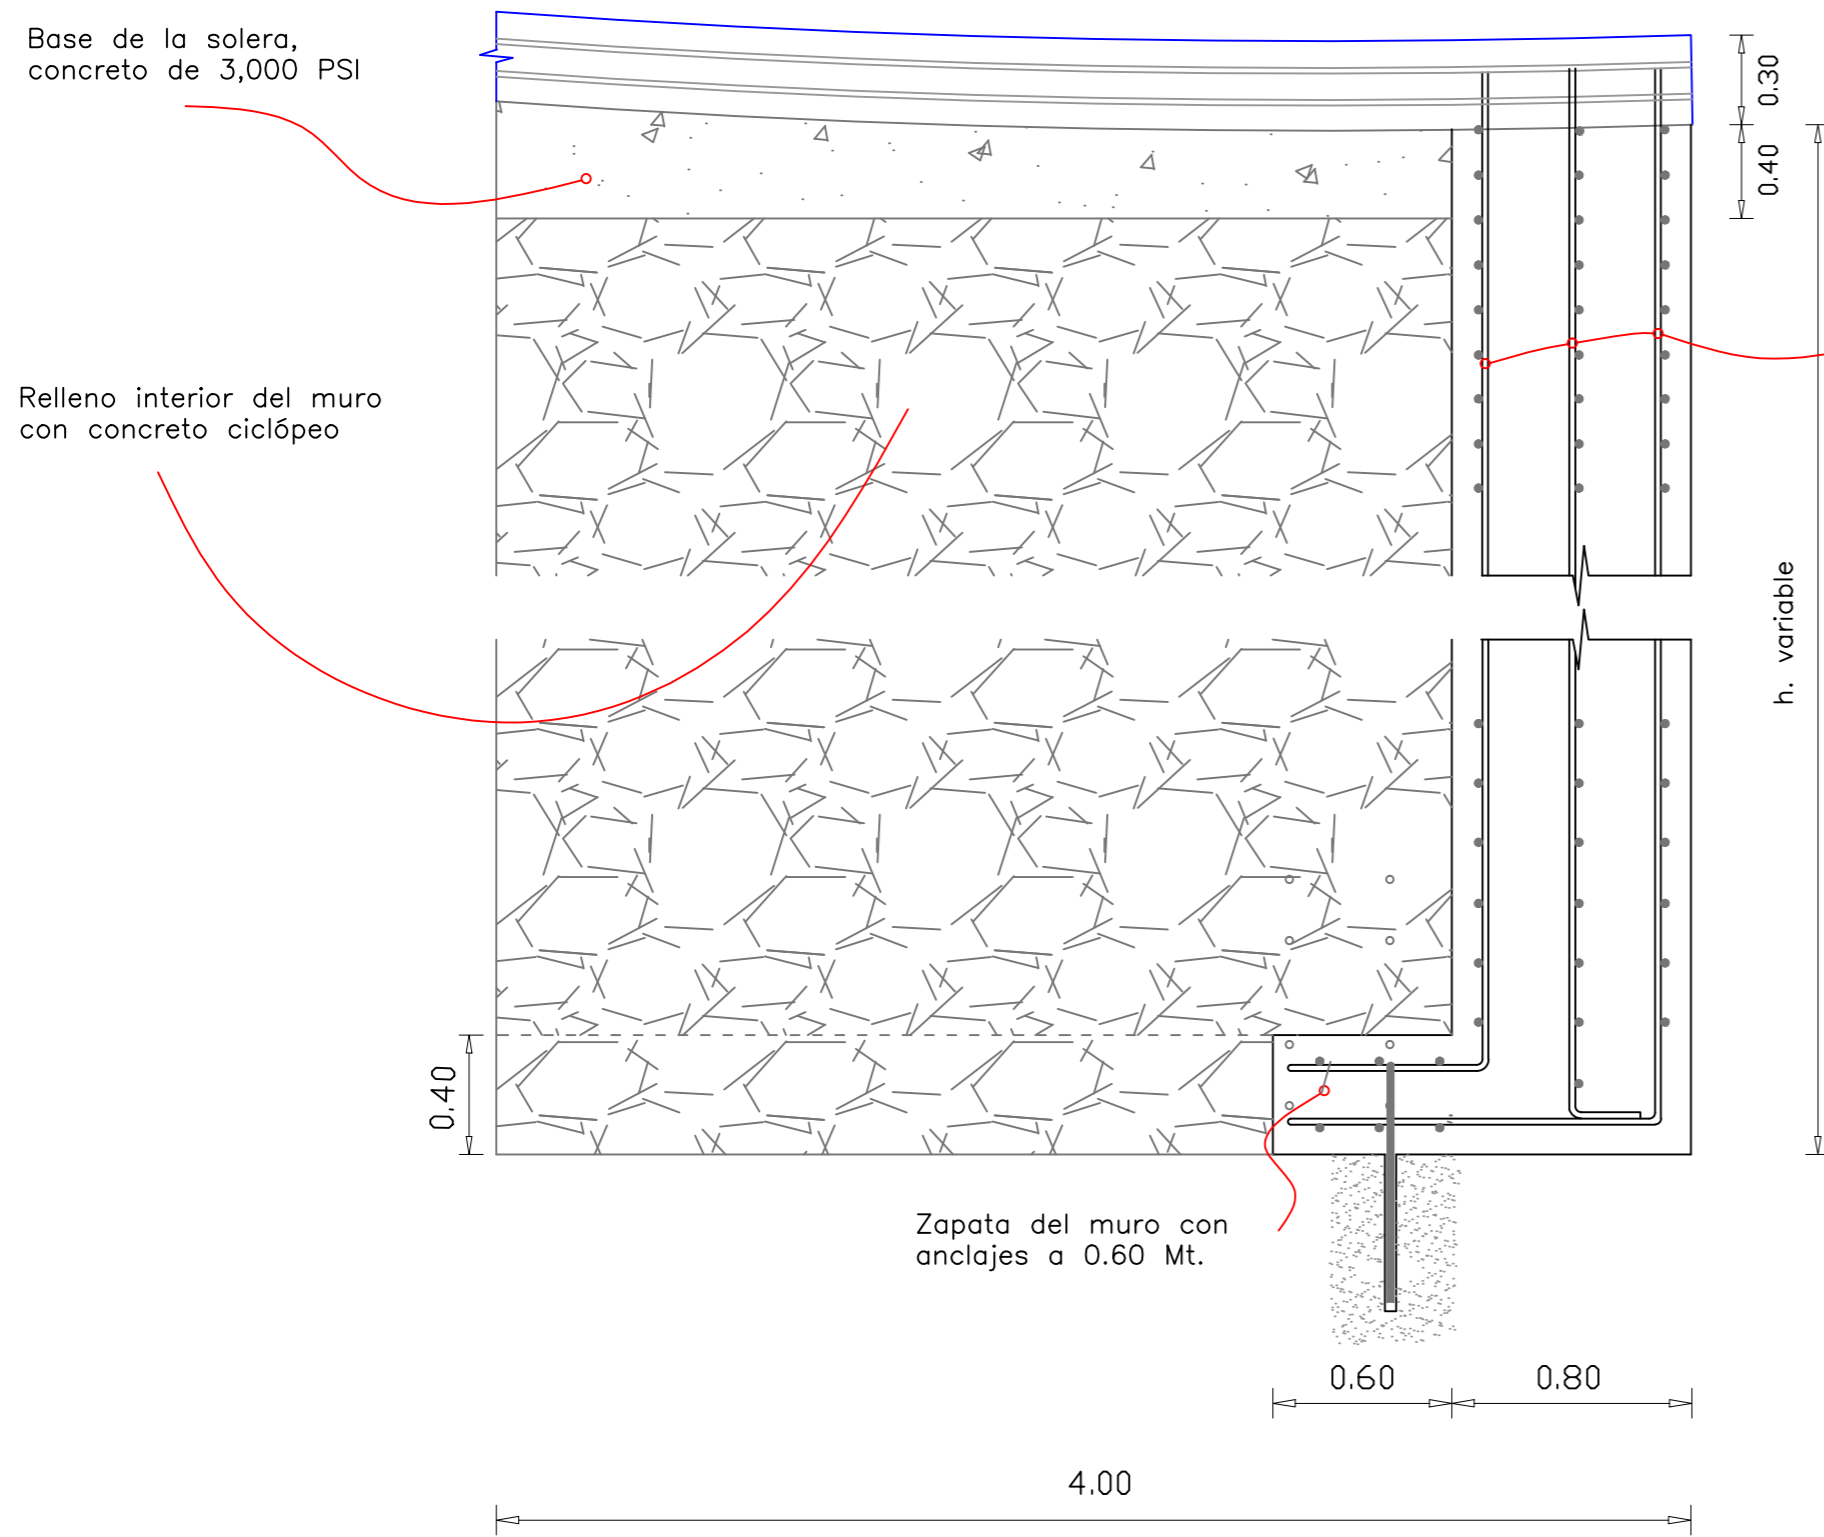 Base de la solera,
concreto de 3,000 PSI
0.30
0.40
Relleno interior del muro
con concreto ciclópeo
h. variable
0.40
Zapata del muro con
anclajes a 0.60 Mt.
0.60
0.80
4.00